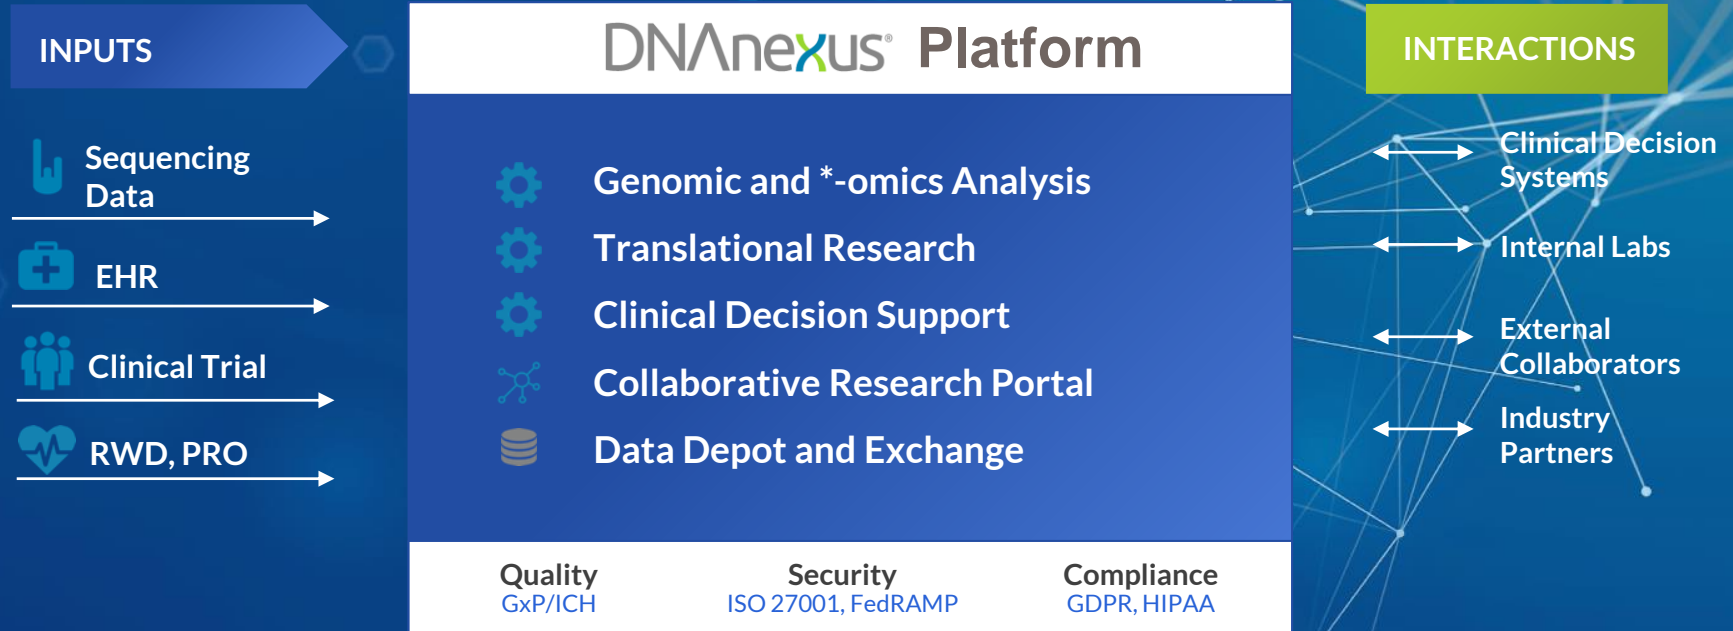 INPUTS
Sequencing
Data
EHR
Clinical Trial
RWD, PRO
DNAnexus® Platform
Genomic and *-omics Analysis
Translational Research
Clinical Decision Support
Collaborative Research Portal
Data Depot and Exchange
Quality
GxP/ICH
Security
ISO 27001, FedRAMP
Compliance
GDPR, HIPAA
INTERACTIONS
Clinical Decision
Systems
Internal Labs
External
Collaborators
Industry
Partners